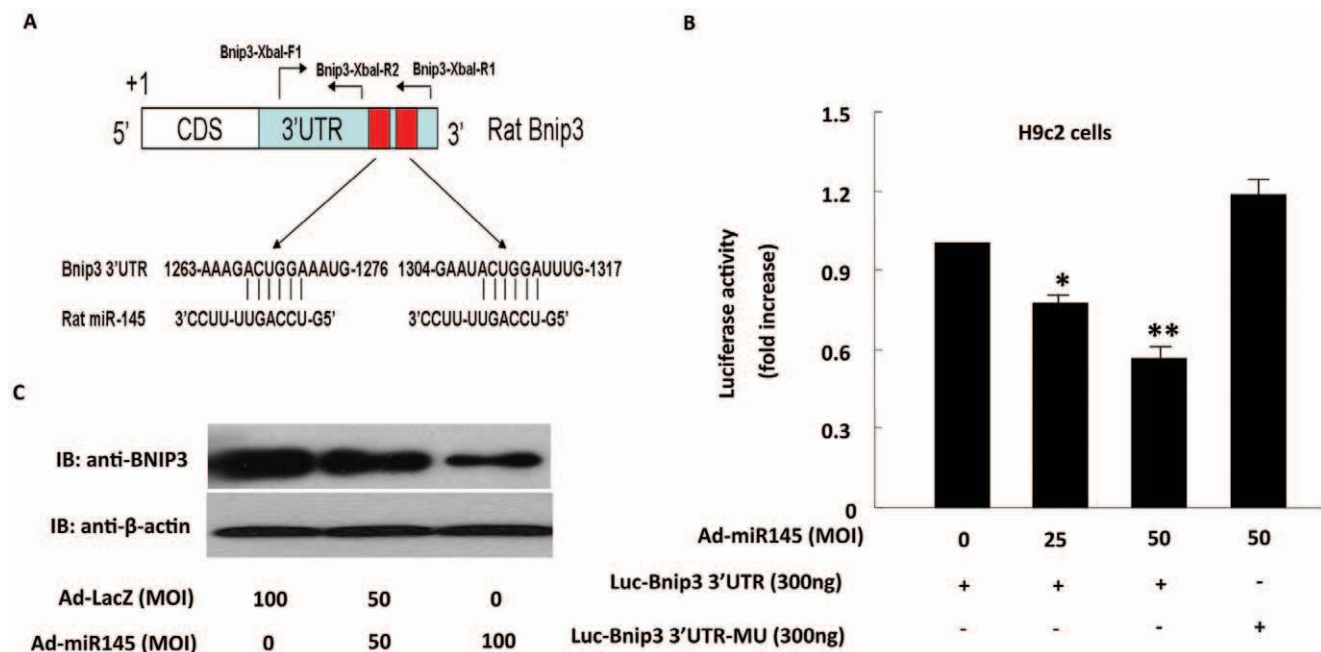 A
Bnip3-XbaI-F1
Bnip3-XbaI-R2
Bnip3-XbaI-R1
+1
5' CDS 3'UTR 3' Rat Bnip3
Bnip3 3'UTR 1263-AAAGACUGGAAAUG-1276 1304-GAAUACUGGAUUUG-1317
Rat miR-145 3'CCUU-UUGACCU-G5' 3'CCUU-UUGACCU-G5'
B
H9c2 cells
Luciferase activity
(fold increase)
1.5
1.2
0.9
0.6
0.3
0
*
**
Ad-miR145 (MOI) 0 25 50 50
Luc-Bnip3 3'UTR (300ng) + + + -
Luc-Bnip3 3'UTR-MU (300ng) - - - +
C
IB: anti-BNIP3
IB: anti-β-actin
Ad-LacZ (MOI) 100 50 0
Ad-miR145 (MOI) 0 50 100